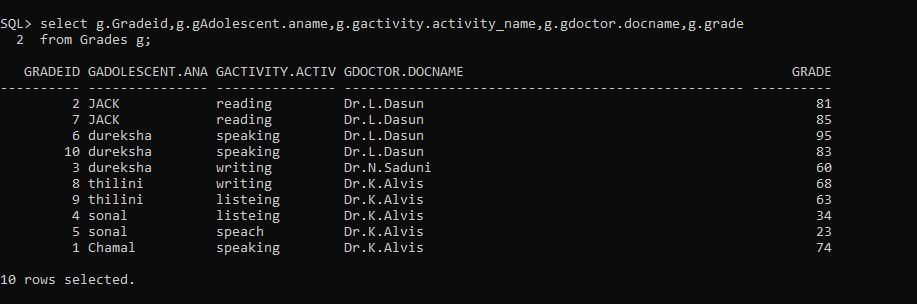 SQL> select g.Gradeid,g.gAdolescent.aname,g.gactivity.activity_name,g.gdoctor.docname,g.grade
2 from Grades g;
GRADEID GADOLESCENT.ANA GACTIVITY.ACTIV GDOCTOR.DOCNAME GRADE
---------- --------------- --------------- -------------------------------------------------- ----------
2 JACK reading Dr.L.Dasun 81
7 JACK reading Dr.L.Dasun 85
6 dureksha speaking Dr.L.Dasun 95
10 dureksha speaking Dr.L.Dasun 83
3 dureksha writing Dr.N.Saduni 60
8 thilini writing Dr.K.Alvis 68
9 thilini listeing Dr.K.Alvis 63
4 sonal listeing Dr.K.Alvis 34
5 sonal speach Dr.K.Alvis 23
1 Chamal speaking Dr.K.Alvis 74
10 rows selected.